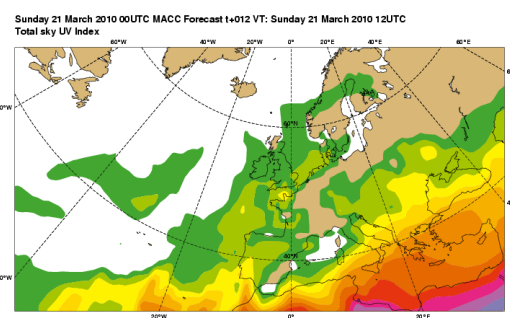 Sunday 21 March 2010 00UTC MACC Forecast t+012 VT: Sunday 21 March 2010 12UTC
Total sky UV Index
60°W 40°W 20°W 0° 20°E 40°E 60°E
60°N
40°N
20°W 0° 20°E